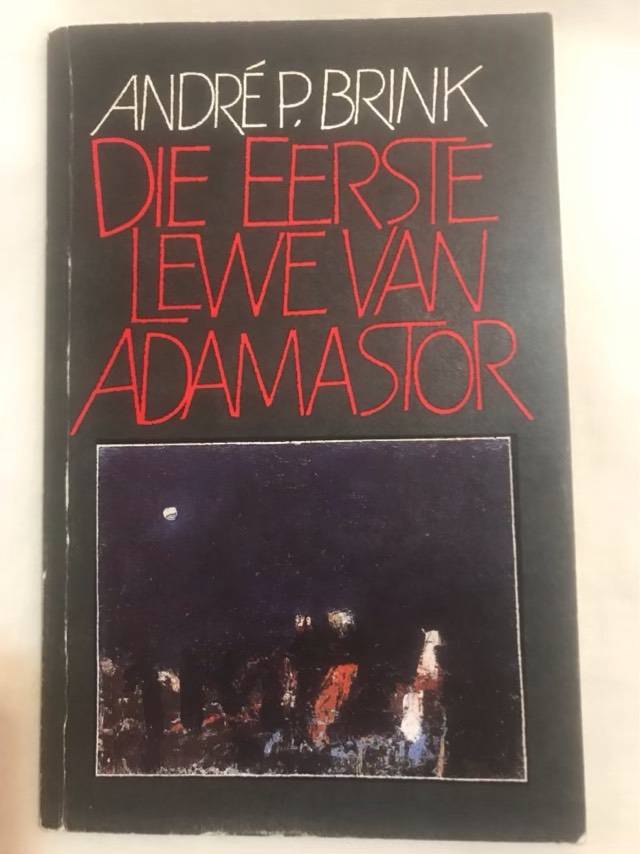 ANDRÉ P. BRINK
DIE EERSTE
LEWE VAN
ADAMASTOR